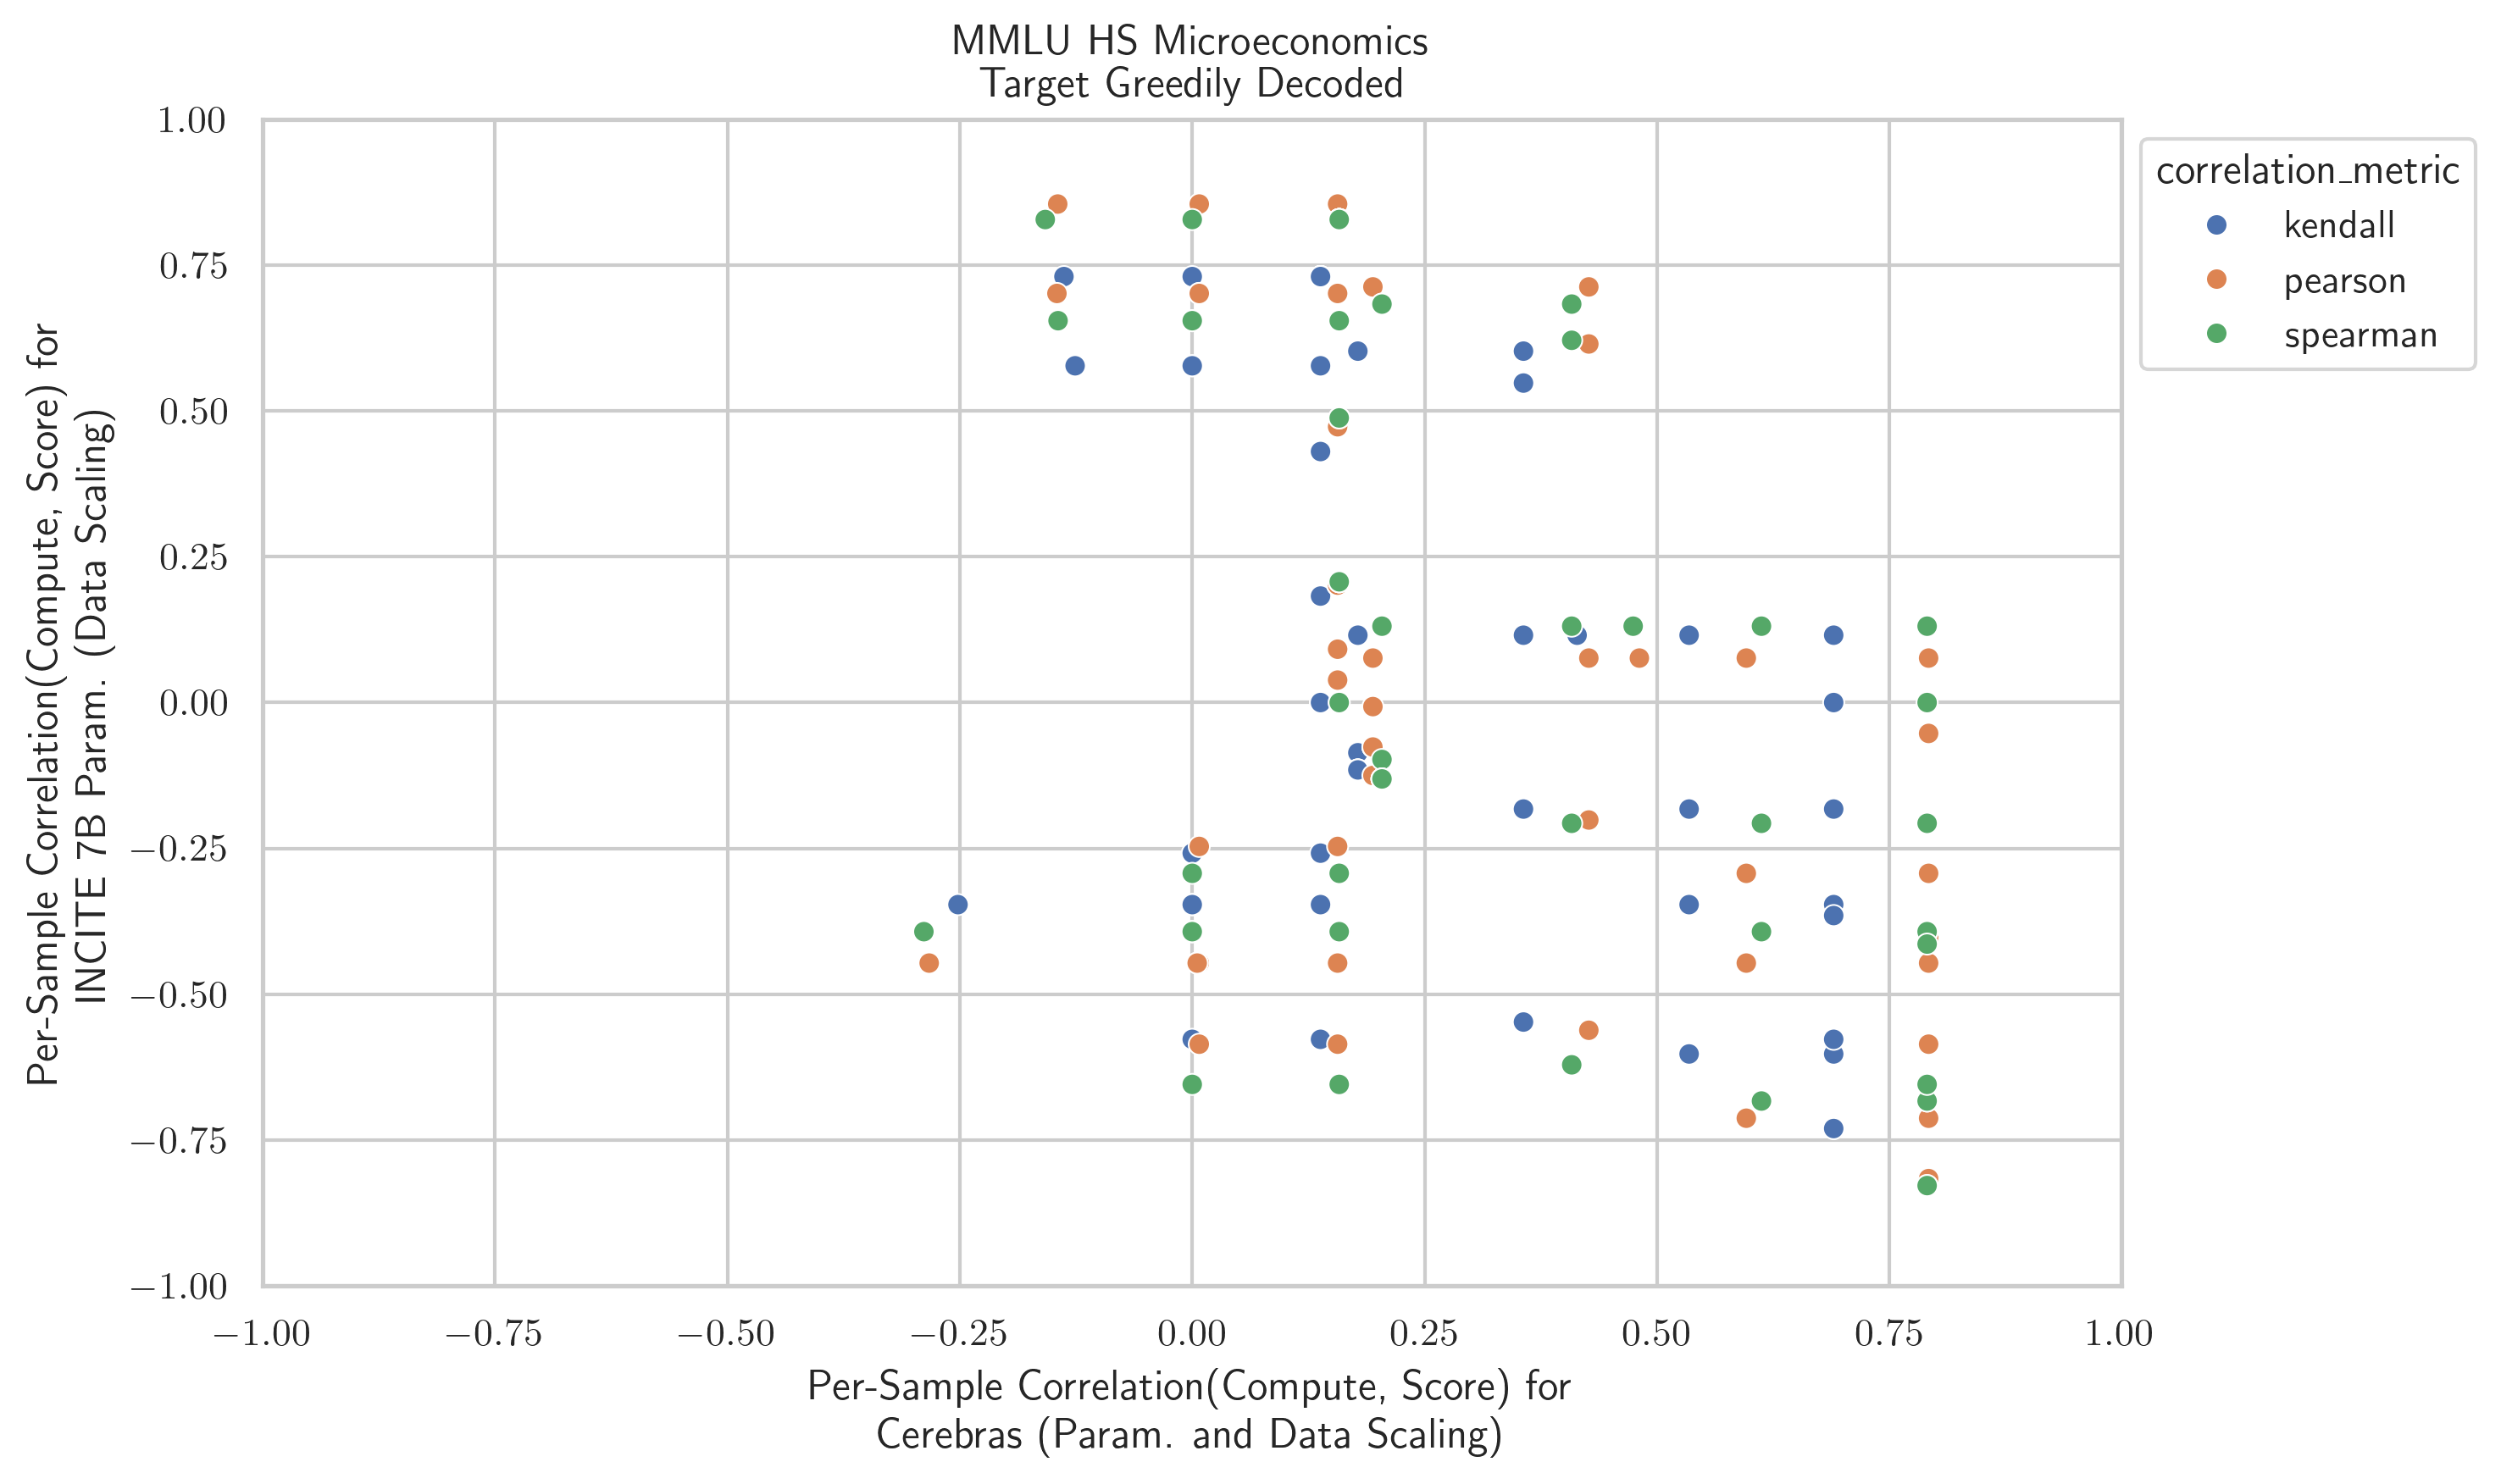 MMLU HS Microeconomics
Target Greedily Decoded
1.00
0.75
0.50
0.25
0.00
−0.25
−0.50
−0.75
−1.00
Per-Sample Correlation(Compute, Score) for
INCITE 7B Param. (Data Scaling)
−1.00 −0.75 −0.50 −0.25 0.00 0.25 0.50 0.75 1.00
Per-Sample Correlation(Compute, Score) for
Cerebras (Param. and Data Scaling)
correlation_metric
kendall
pearson
spearman